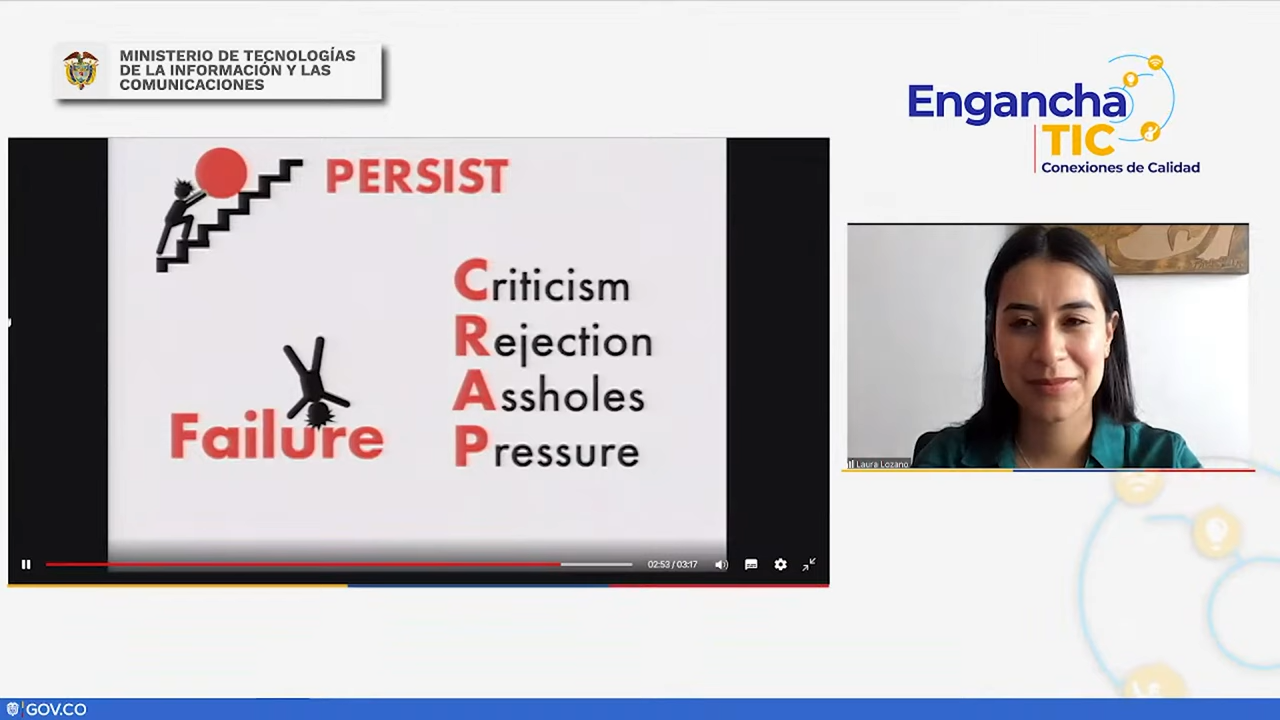 MINISTERIO DE TECNOLOGÍAS
DE LA INFORMACIÓN Y LAS
COMUNICACIONES
Engancha
TIC
Conexiones de Calidad
PERSIST
Criticism
Rejection
Assholes
Pressure
Failure
02:53 / 03:17
Laura Lozano
GOV.CO